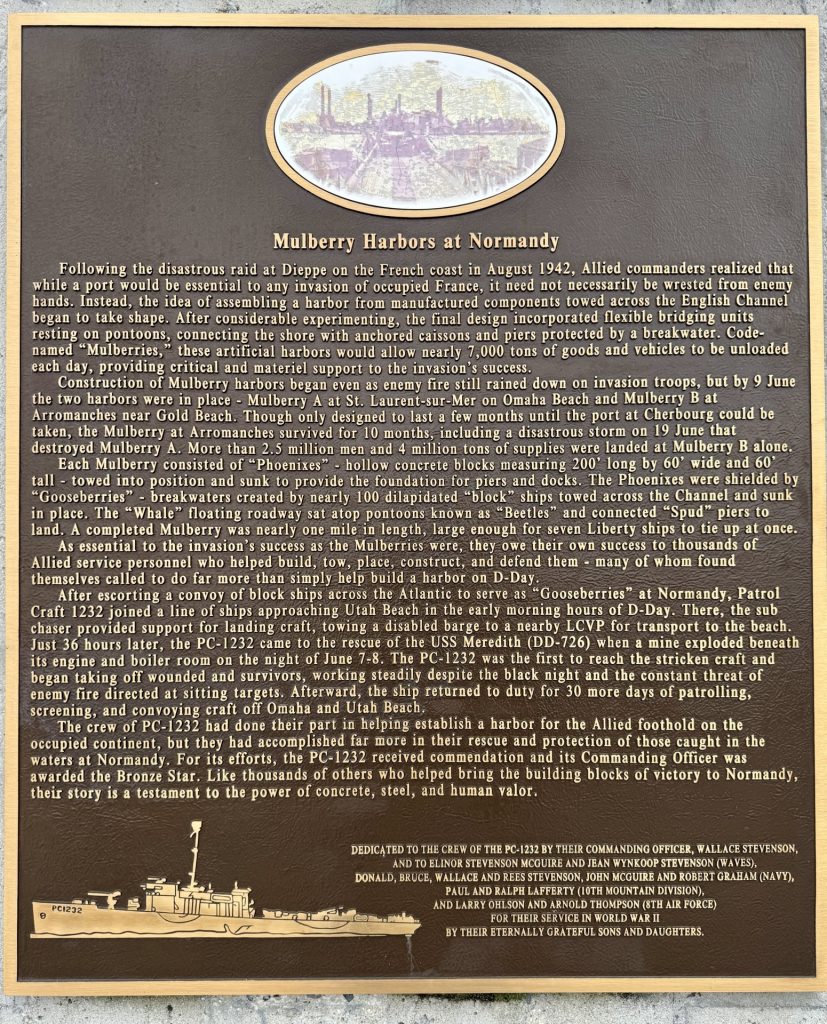 Mulberry Harbors at Normandy
Following the disastrous raid at Dieppe on the French coast in August 1942, Allied commanders realized that
while a port would be essential to any invasion of occupied France, it need not necessarily be wrested from enemy
hands. Instead, the idea of assembling a harbor from manufactured components towed across the English Channel
began to take shape. After considerable experimenting, the final design incorporated flexible bridging units
resting on pontoons, connecting the shore with anchored caissons and piers protected by a breakwater. Code-
named “Mulberries,” these artificial harbors would allow nearly 7,000 tons of goods and vehicles to be unloaded
each day, providing critical and materiel support to the invasion’s success.
Construction of Mulberry harbors began even as enemy fire still rained down on invasion troops, but by 9 June
the two harbors were in place - Mulberry A at St. Laurent-sur-Mer on Omaha Beach and Mulberry B at
Arromanches near Gold Beach. Though only designed to last a few months until the port at Cherbourg could be
taken, the Mulberry at Arromanches survived for 10 months, including a disastrous storm on 19 June that
destroyed Mulberry A. More than 2.5 million men and 4 million tons of supplies were landed at Mulberry B alone.
Each Mulberry consisted of “Phoenixes” - hollow concrete blocks measuring 200’ long by 60’ wide and 60’
tall - towed into position and sunk to provide the foundation for piers and docks. The Phoenixes were shielded by
“Gooseberries” - breakwaters created by nearly 100 dilapidated “block” ships towed across the Channel and sunk
in place. The “Whale” floating roadway sat atop pontoons known as “Beetles” and connected “Spud” piers to
land. A completed Mulberry was nearly one mile in length, large enough for seven Liberty ships to tie up at once.
As essential to the invasion’s success as the Mulberries were, they owe their own success to thousands of
Allied service personnel who helped build, tow, place, construct, and defend them - many of whom found
themselves called to do far more than simply help build a harbor on D-Day.
After escorting a convoy of block ships across the Atlantic to serve as “Gooseberries” at Normandy, Patrol
Craft 1232 joined a line of ships approaching Utah Beach in the early morning hours of D-Day. There, the sub
chaser provided support for landing craft, towing a disabled barge to a nearby LCVP for transport to the beach.
Just 36 hours later, the PC-1232 came to the rescue of the USS Meredith (DD-726) when a mine exploded beneath
its engine and boiler room on the night of June 7-8. The PC-1232 was the first to reach the stricken craft and
began taking off wounded and survivors, working steadily despite the black night and the constant threat of
enemy fire directed at sitting targets. Afterward, the ship returned to duty for 30 more days of patrolling,
screening, and convoying craft off Omaha and Utah Beach.
The crew of PC-1232 had done their part in helping establish a harbor for the Allied foothold on the
occupied continent, but they had accomplished far more in their rescue and protection of those caught in the
waters at Normandy. For its efforts, the PC-1232 received commendation and its Commanding Officer was
awarded the Bronze Star. Like thousands of others who helped bring the building blocks of victory to Normandy,
their story is a testament to the power of concrete, steel, and human valor.
DEDICATED TO THE CREW OF THE PC-1232 BY THEIR COMMANDING OFFICER, WALLACE STEVENSON,
AND TO ELINOR STEVENSON MCGUIRE AND JEAN WYNKOOP STEVENSON (WAVES),
DONALD, BRUCE, WALLACE AND REES STEVENSON, JOHN MCGUIRE AND ROBERT GRAHAM (NAVY),
PAUL AND RALPH LAFFERTY (10TH MOUNTAIN DIVISION),
AND LARRY OHLSON AND ARNOLD THOMPSON (8TH AIR FORCE)
FOR THEIR SERVICE IN WORLD WAR II
BY THEIR ETERNALLY GRATEFUL SONS AND DAUGHTERS.
PC1232